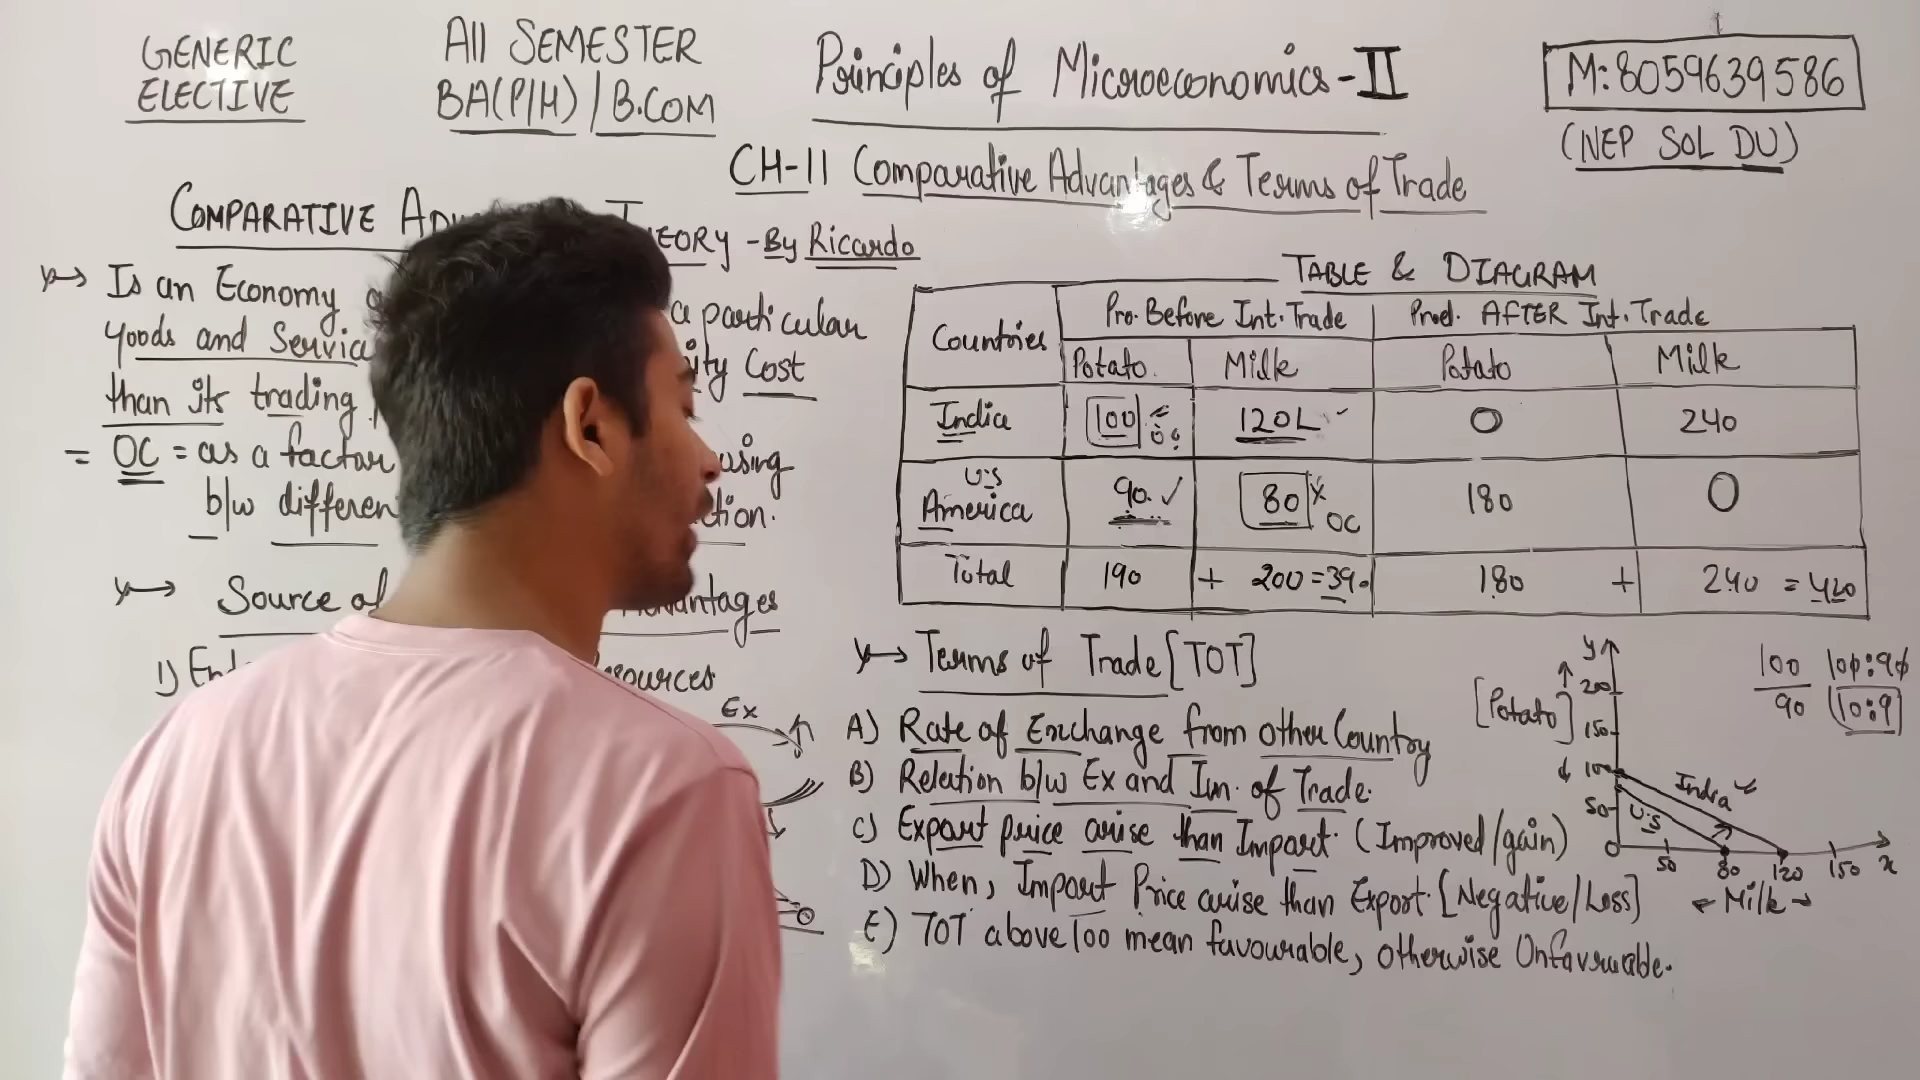 GENERIC
ELECTIVE
All SEMESTER
BA(P/H) / B.COM
Principles of Microeconomics-II
M:8059639586
(NEP SOL DU)
CH-11 Comparative Advantages & Terms of Trade
COMPARATIVE THEORY - By Ricardo
Is an Economy a particular
goods and Cost
than its trading
= OC = as a factor using
b/w
Source of Advantages
1)
Ex
TABLE & DIAGRAM
Countries Pro. Before Int. Trade Prod. AFTER Int. Trade
Potato Milk Potato Milk
India 100 120L 0 240
U.S
America 90 80 OC 180 0
Total 190 + 200 = 390 180 + 240 = 420
Terms of Trade [TOT]
A) Rate of Exchange from other Country
B) Relation b/w Ex and Im. of Trade.
C) Export price arise than Import. (Improved/gain)
D) When, Import Price arise than Export. [Negative/Loss]
E) TOT above 100 mean favourable, otherwise Unfavourable.
y
[Potato]
200
150
100
50
0 50 80 120 150 x
Milk
India
U.S
100 100:90
90 10:9